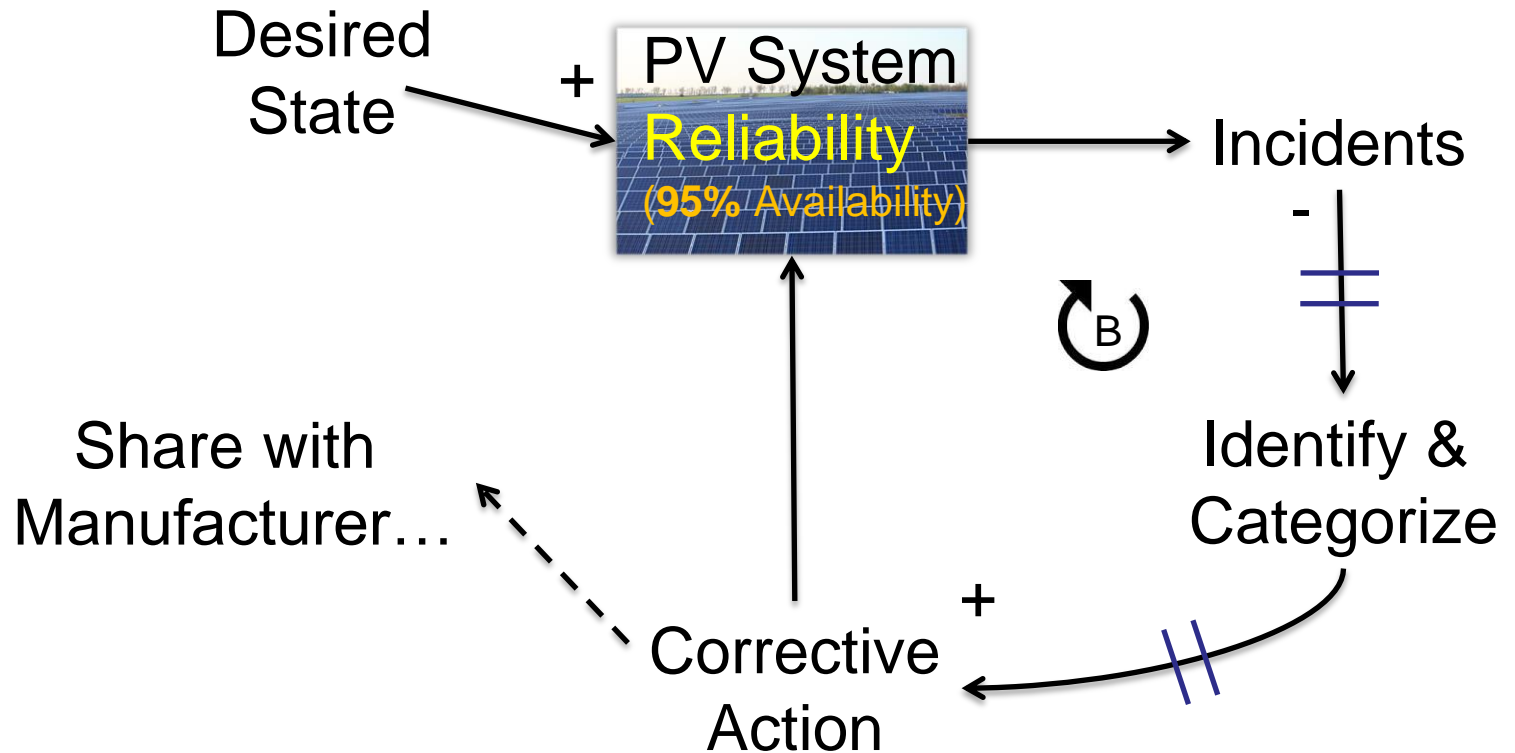 Desired
State
+
PV System
Reliability
(95% Availability)
Incidents
-
B
Share with
Manufacturer…
Identify &
Categorize
+
Corrective
Action